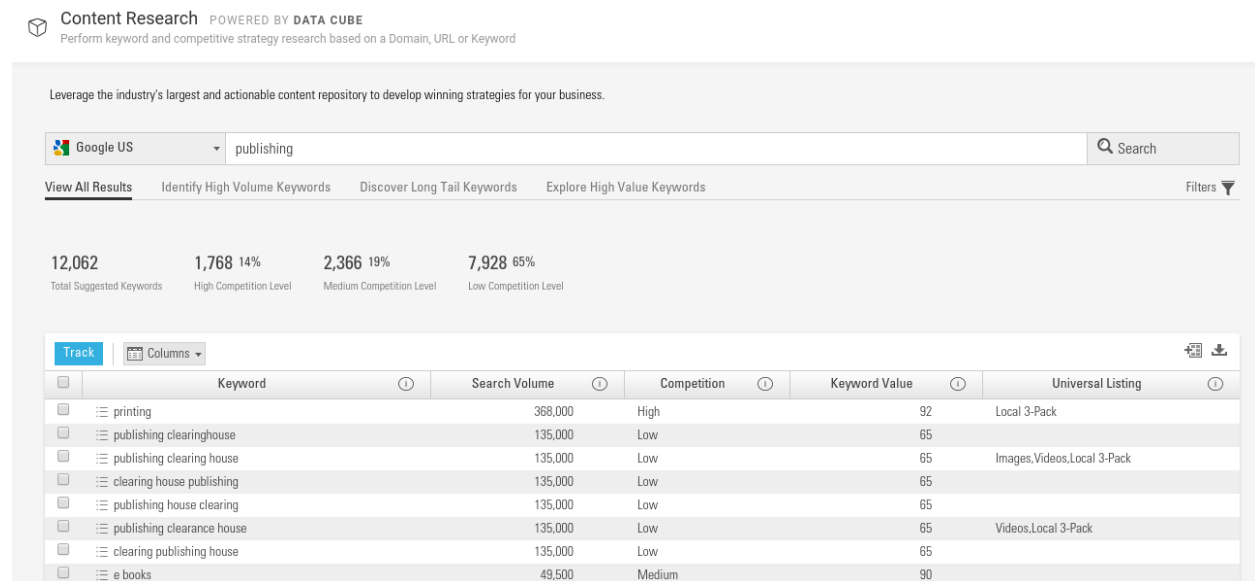 Content Research POWERED BY DATA CUBE
Perform keyword and competitive strategy research based on a Domain, URL or Keyword
Leverage the industry's largest and actionable content repository to develop winning strategies for your business.
Google US publishing Search
View All Results Identify High Volume Keywords Discover Long Tail Keywords Explore High Value Keywords Filters
12,062 1,768 14% 2,366 19% 7,928 65%
Total Suggested Keywords High Competition Level Medium Competition Level Low Competition Level
Track Columns
Keyword Search Volume Competition Keyword Value Universal Listing
printing 368,000 High 92 Local 3-Pack
publishing clearinghouse 135,000 Low 65
publishing clearing house 135,000 Low 65 Images,Videos,Local 3-Pack
clearing house publishing 135,000 Low 65
publishing house clearing 135,000 Low 65
publishing clearance house 135,000 Low 65 Videos,Local 3-Pack
clearing publishing house 135,000 Low 65
e books 49,500 Medium 90